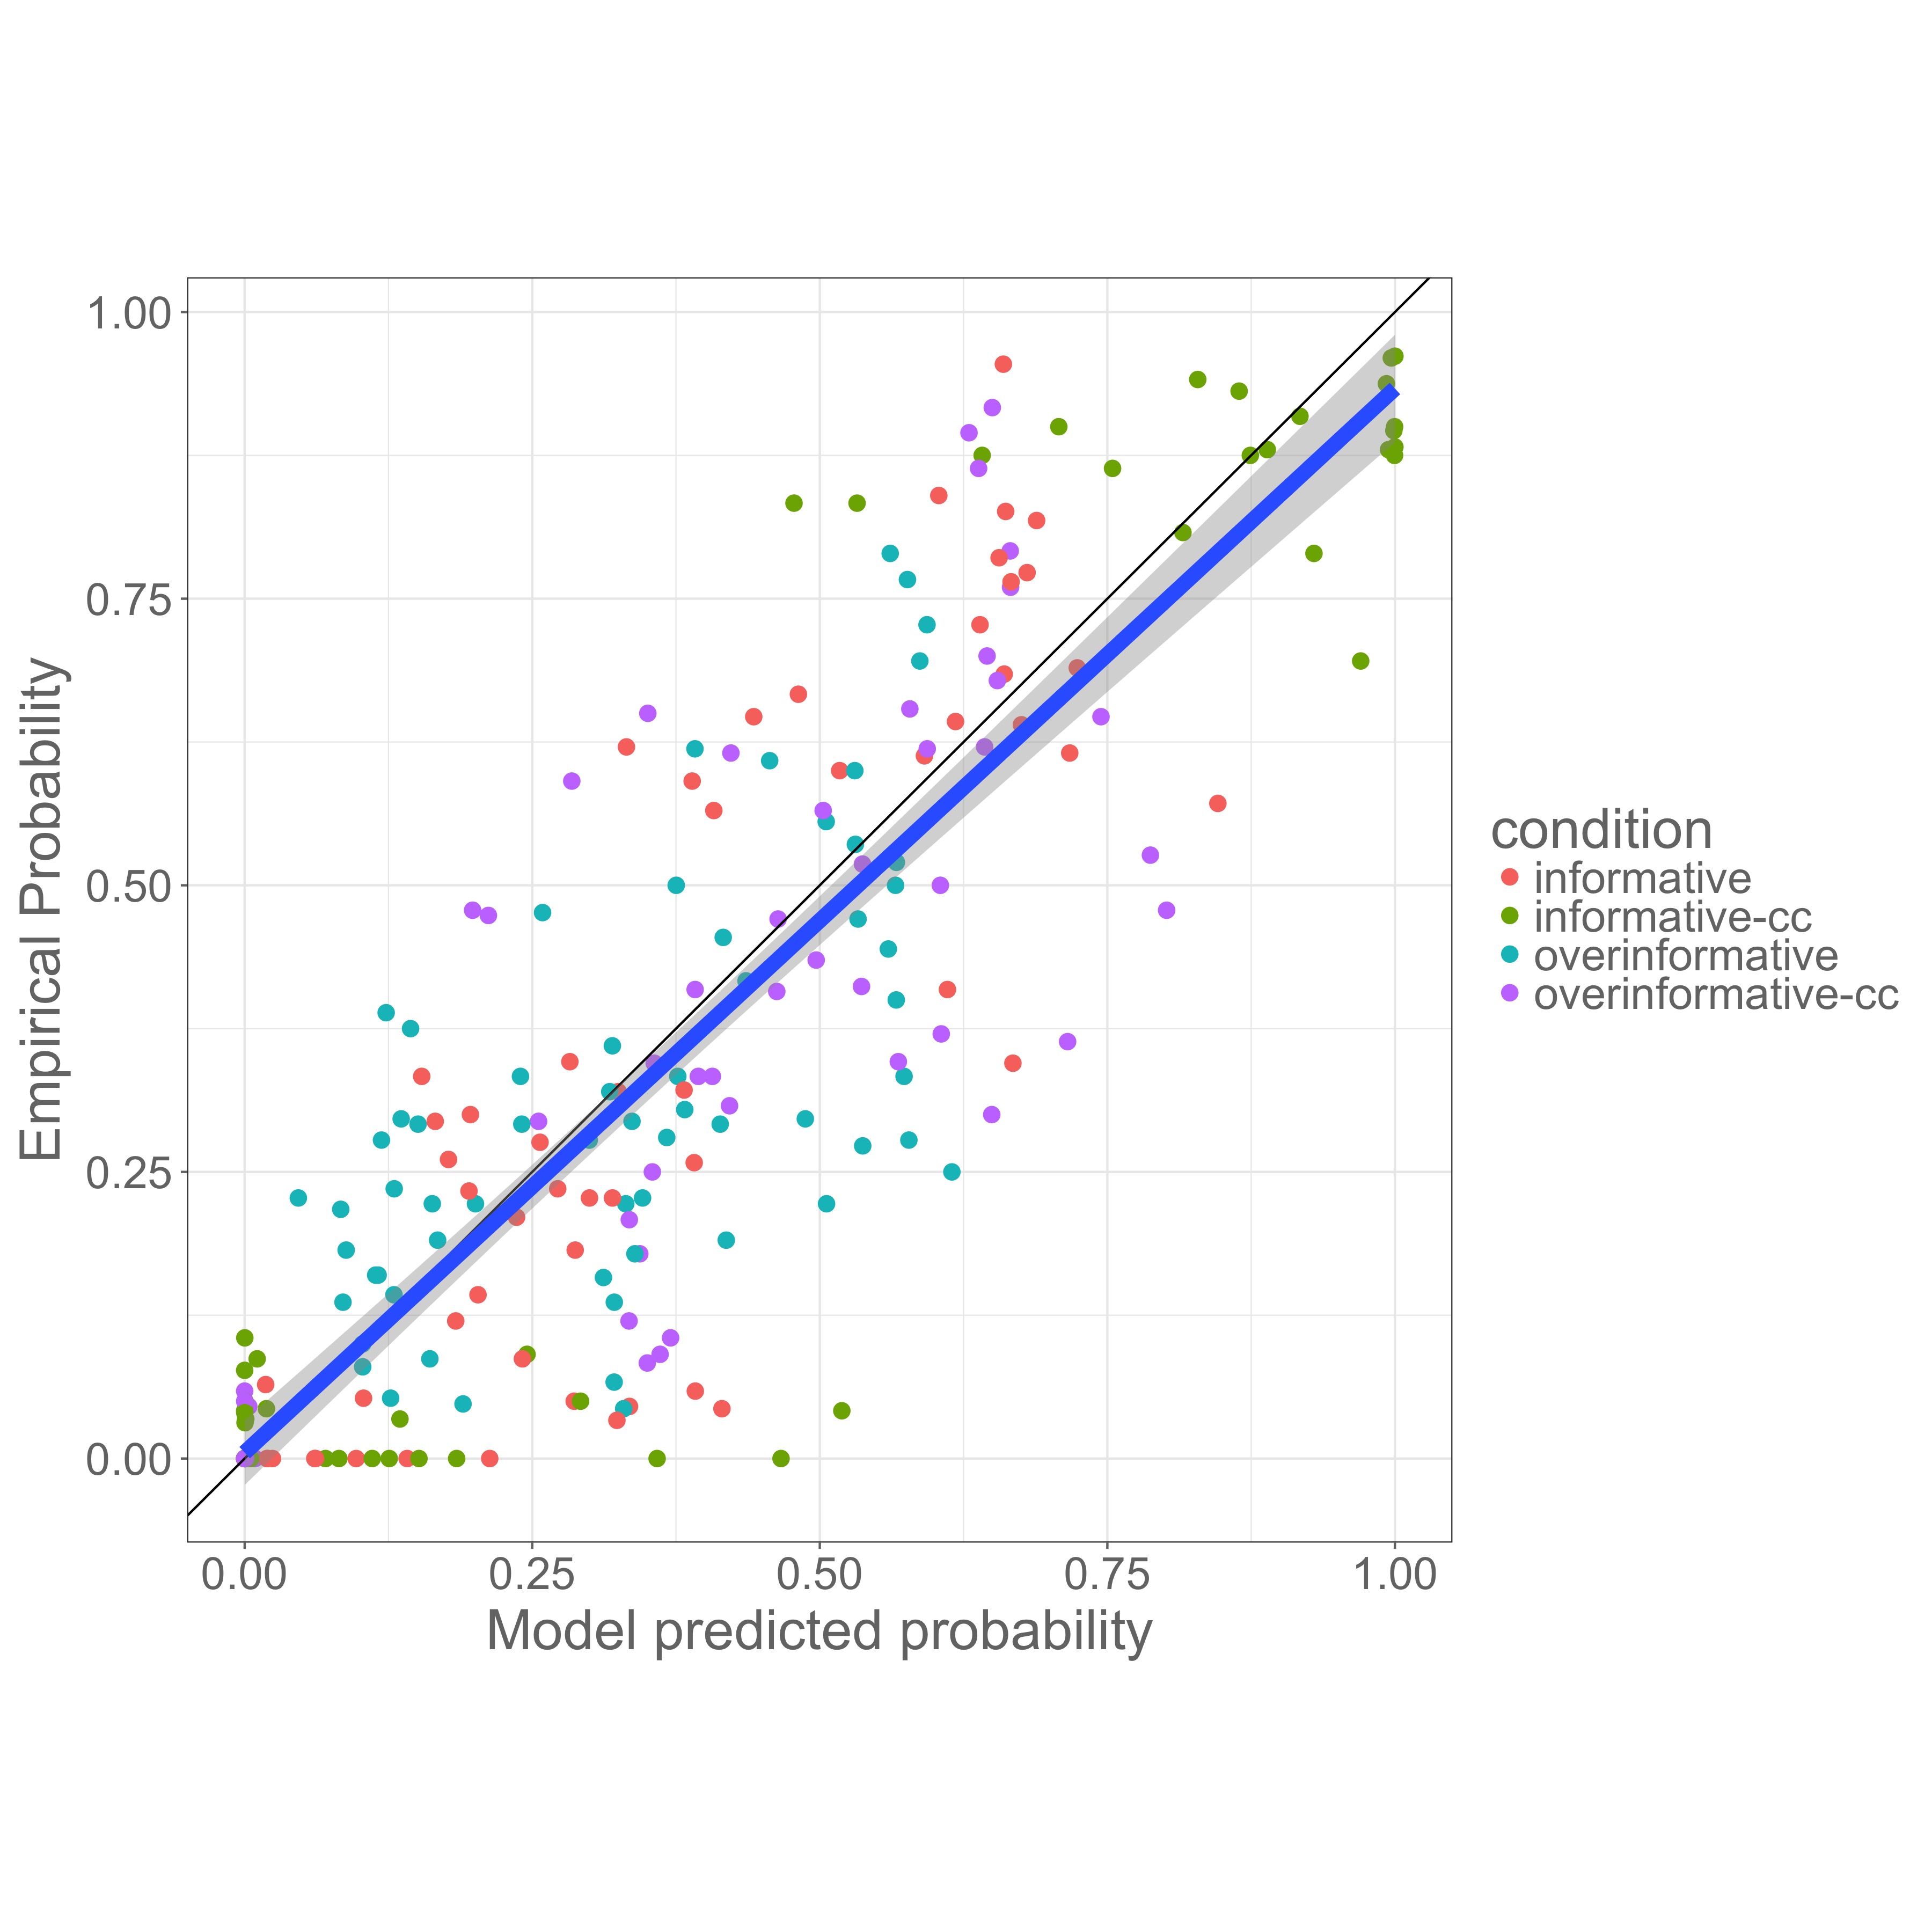 1.00
0.75
0.50
0.25
0.00
Empirical Probability
0.00 0.25 0.50 0.75 1.00
Model predicted probability
condition
informative
informative-cc
overinformative
overinformative-cc